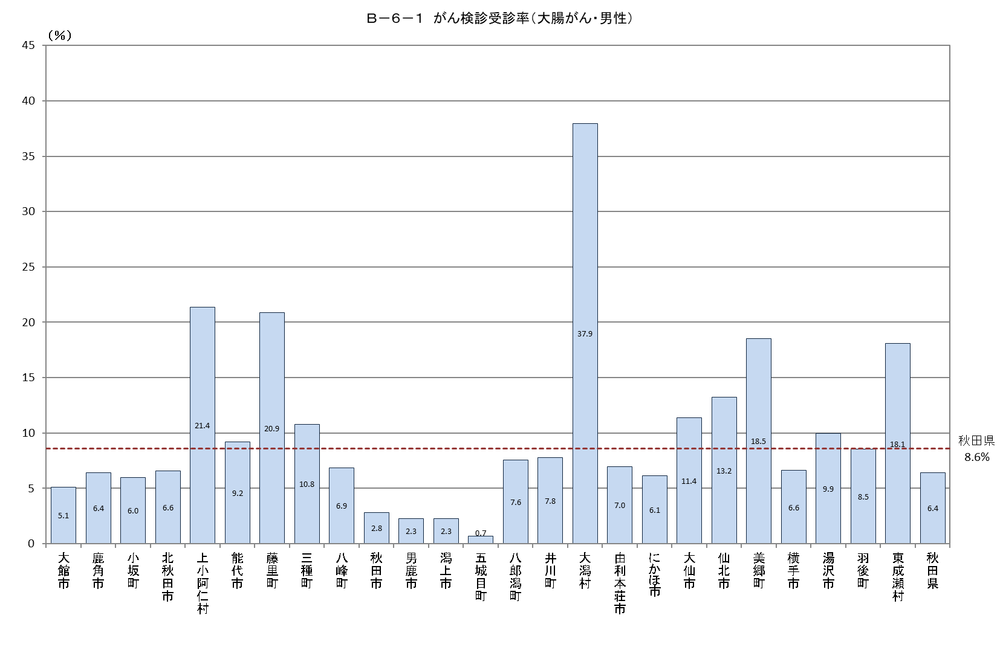 Ｂ－６－１　がん検診受診率（大腸がん・男性）
（％）
45
40
35
30
25
20
15
10
5
0
5.1
6.4
6.0
6.6
21.4
9.2
20.9
10.8
6.9
2.8
2.3
2.3
0.7
7.6
7.8
37.9
7.0
6.1
11.4
13.2
18.5
6.6
9.9
8.5
18.1
6.4
秋田県
8.6%
大館市
鹿角市
小坂町
北秋田市
上小阿仁村
能代市
藤里町
三種町
八峰町
秋田市
男鹿市
潟上市
五城目町
八郎潟町
井川町
大潟村
由利本荘市
にかほ市
大仙市
仙北市
美郷町
横手市
湯沢市
羽後町
東成瀬村
秋田県